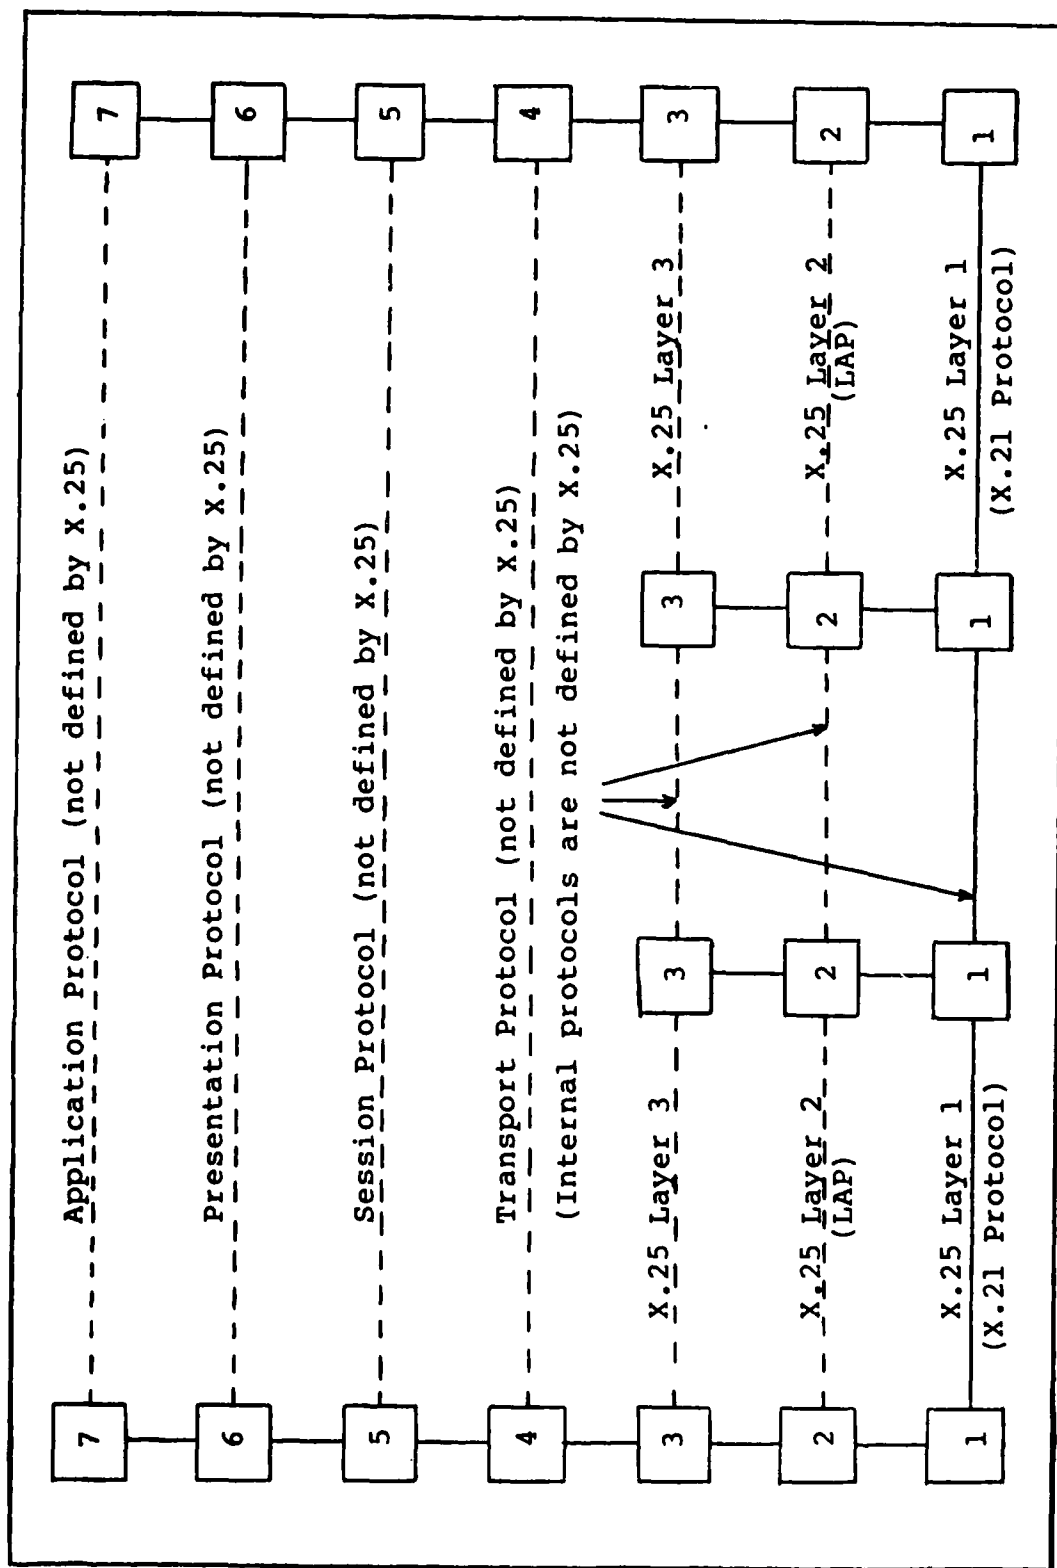 7 Application Protocol (not defined by X.25) 7
6 Presentation Protocol (not defined by X.25) 6
5 Session Protocol (not defined by X.25) 5
4 Transport Protocol (not defined by X.25) 4
(Internal protocols are not defined by X.25)
3 X.25 Layer 3 3 3 X.25 Layer 3 3
2 X.25 Layer 2 2 2 X.25 Layer 2 2
(LAP) (LAP)
1 X.25 Layer 1 1 1 X.25 Layer 1 1
(X.21 Protocol) (X.21 Protocol)